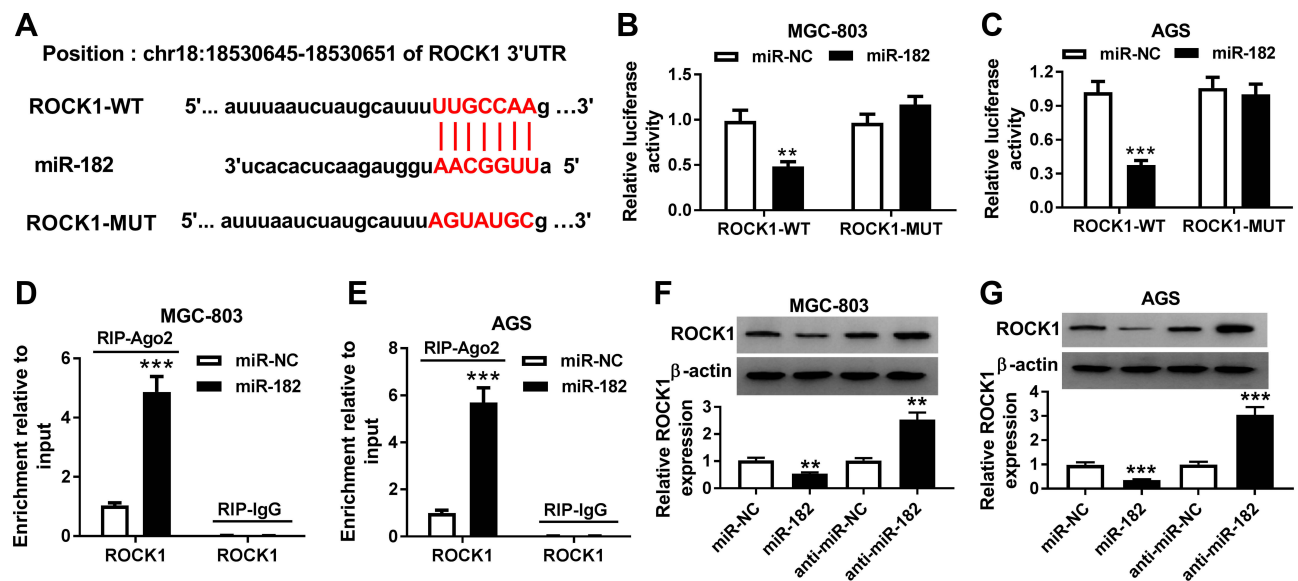 A
Position : chr18:18530645-18530651 of ROCK1 3'UTR
ROCK1-WT 5'... auuuaaucuaugcauuuUUGCCAAg ...3'
miR-182 3'ucacacucaagaugguAACGGUUa 5'
ROCK1-MUT 5'... auuuaaucuaugcauuuAGUAUGCg ...3'
B
MGC-803
miR-NC miR-182
Relative luciferase activity
1.5
1.0
0.5
0.0
**
ROCK1-WT ROCK1-MUT
C
AGS
miR-NC miR-182
Relative luciferase activity
1.2
0.9
0.6
0.3
0.0
***
ROCK1-WT ROCK1-MUT
D
MGC-803
RIP-Ago2
miR-NC
miR-182
Enrichment relative to input
6
4
2
0
***
RIP-IgG
ROCK1 ROCK1
E
AGS
RIP-Ago2
miR-NC
miR-182
Enrichment relative to input
8
6
4
2
0
***
RIP-IgG
ROCK1 ROCK1
F
MGC-803
ROCK1
β-actin
Relative ROCK1 expression
3
2
1
0
**
**
miR-NC
miR-182
anti-miR-NC
anti-miR-182
G
AGS
ROCK1
β-actin
Relative ROCK1 expression
4
3
2
1
0
***
***
miR-NC
miR-182
anti-miR-NC
anti-miR-182